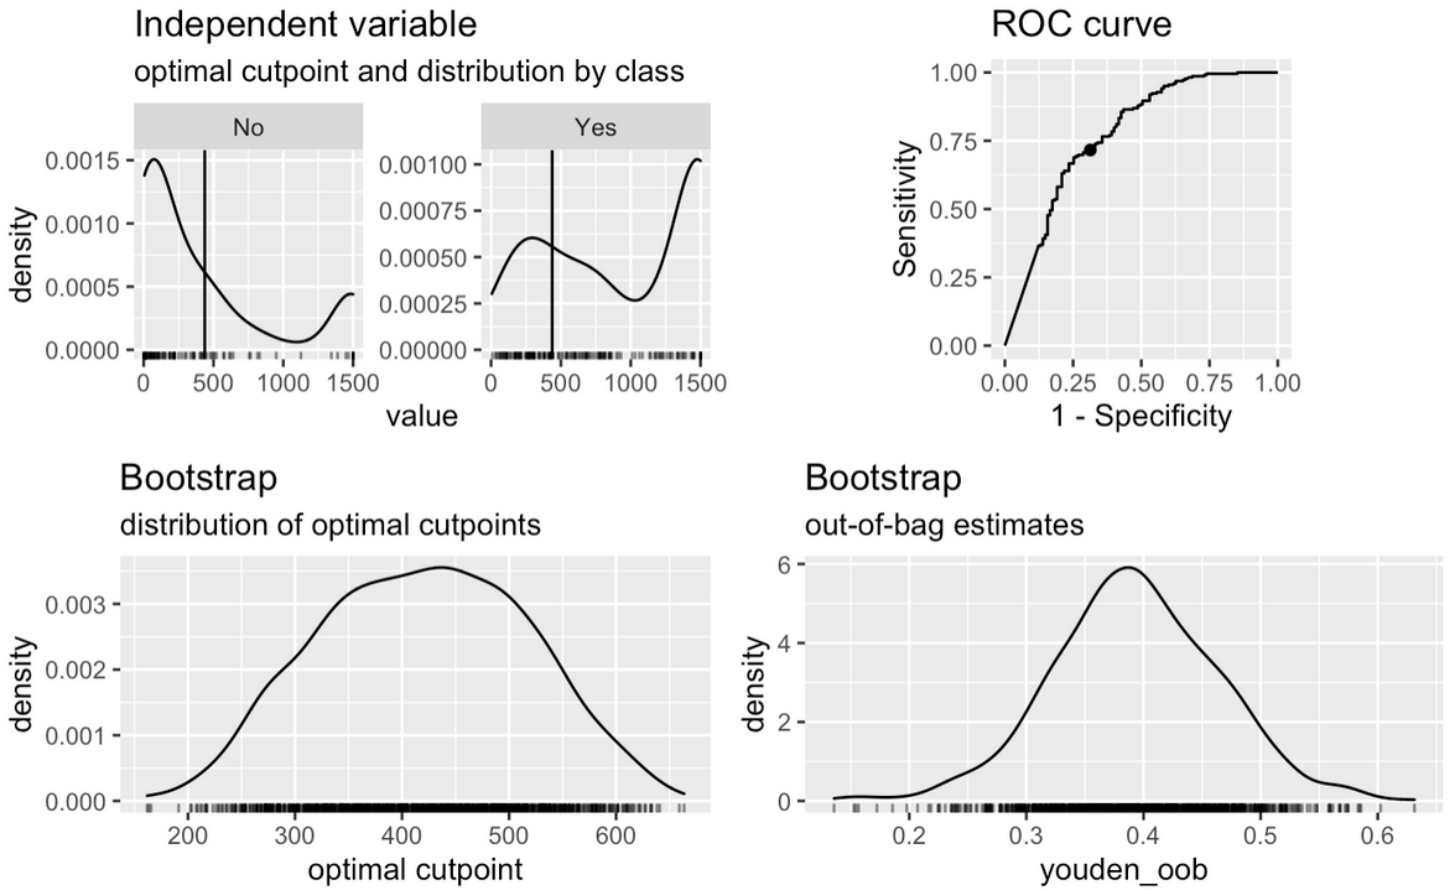 Independent variable
optimal cutpoint and distribution by class
No
Yes
density
0.0015
0.0010
0.0005
0.0000
0.00100
0.00075
0.00050
0.00025
0.00000
0 500 1000 1500
0 500 1000 1500
value
ROC curve
Sensitivity
1.00
0.75
0.50
0.25
0.00
0.00 0.25 0.50 0.75 1.00
1 - Specificity
Bootstrap
distribution of optimal cutpoints
density
0.003
0.002
0.001
0.000
200 300 400 500 600
optimal cutpoint
Bootstrap
out-of-bag estimates
density
6
4
2
0
0.2 0.3 0.4 0.5 0.6
youden_oob